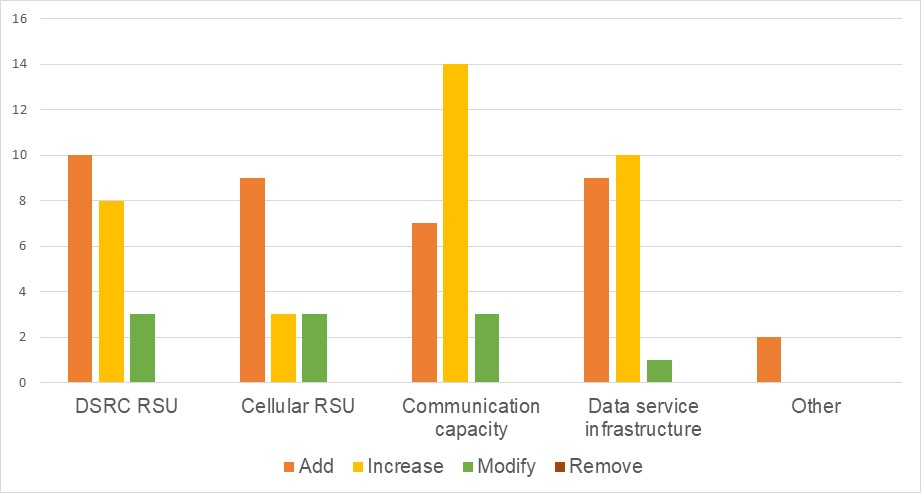 16
14
12
10
8
6
4
2
0
DSRC RSU
Cellular RSU
Communication
capacity
Data service
infrastructure
Other
Add Increase Modify Remove